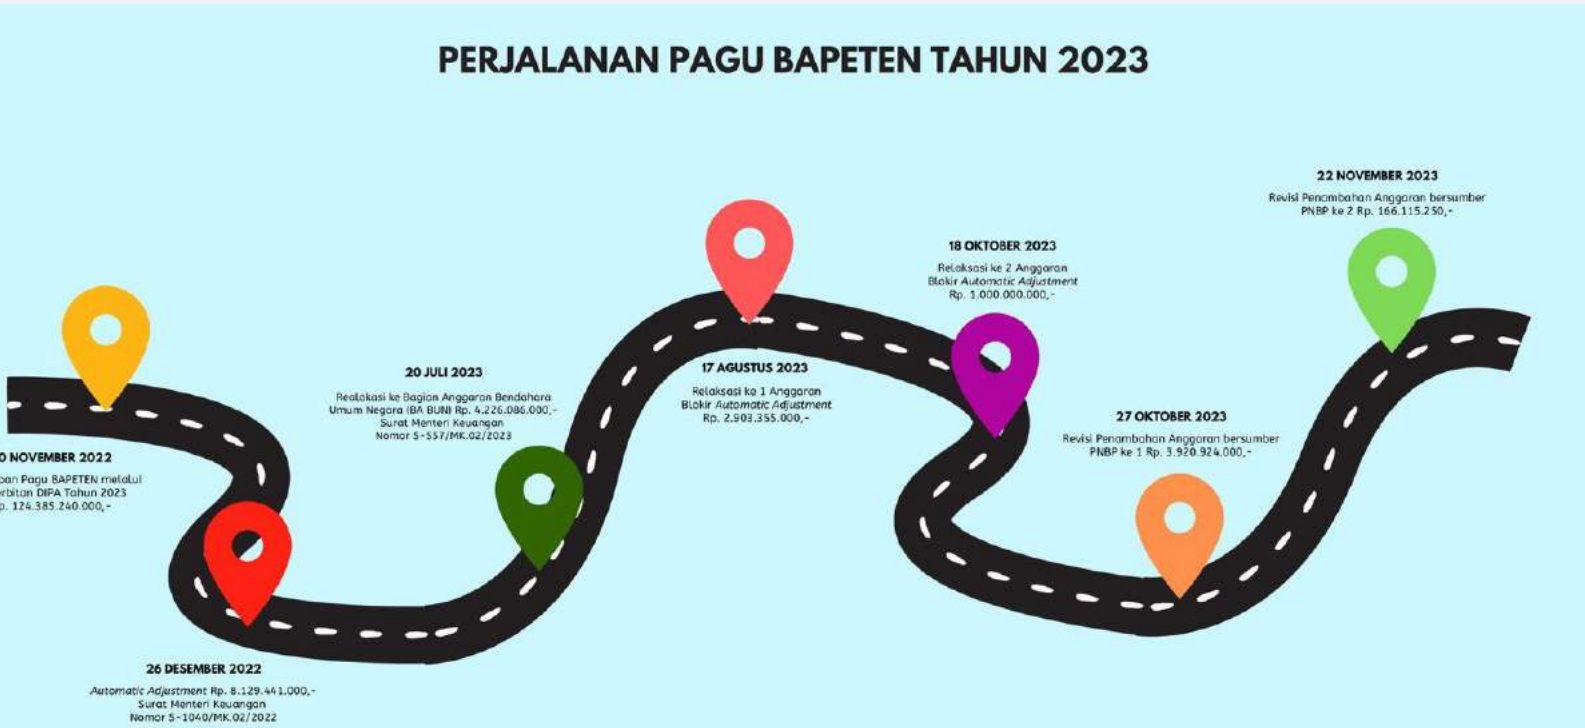 PERJALANAN PAGU BAPETEN TAHUN 2023
0 NOVEMBER 2022
Pagu BAPETEN melalui
DIPA Tahun 2023
124.385.240.000,-
26 DESEMBER 2022
Automatic Adjustment Rp. 8.129.441.000,-
Surat Menteri Keuangan
Nomor S-1040/MK.02/2022
20 JULI 2023
Realokasi ke Bagian Anggaran Bendahara
Umum Negara (BA BUN) Rp. 4.226.086.000,-
Surat Menteri Keuangan
Nomor S-557/MK.02/2023
17 AGUSTUS 2023
Relaksasi ke 1 Anggaran
Blokir Automatic Adjustment
Rp. 2.903.355.000,-
18 OKTOBER 2023
Relaksasi ke 2 Anggaran
Blokir Automatic Adjustment
Rp. 1.000.000.000,-
27 OKTOBER 2023
Revisi Penambahan Anggaran bersumber
PNBP ke 1 Rp. 3.920.924.000,-
22 NOVEMBER 2023
Revisi Penambahan Anggaran bersumber
PNBP ke 2 Rp. 166.115.250,-